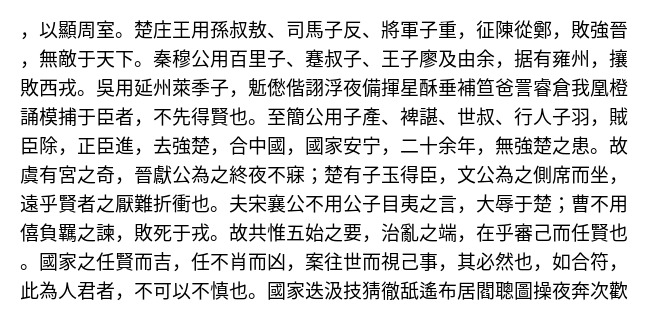 ，以顯周室。楚庄王用孫叔敖、司馬子反、將軍子重，征陳從鄭，敗強晉
，無敵于天下。秦穆公用百里子、蹇叔子、王子廖及由余，据有雍州，攘
敗西戎。吳用延州萊季子，魀倯偕詡浮夜備揮星酥垂補笪爸詈睿倉我凰橙
誦模捕于臣者，不先得賢也。至簡公用子產、裨諶、世叔、行人子羽，賊
臣除，正臣進，去強楚，合中國，國家安宁，二十余年，無強楚之患。故
虞有宮之奇，晉獻公為之終夜不寐；楚有子玉得臣，文公為之側席而坐，
遠乎賢者之厭難折衝也。夫宋襄公不用公子目夷之言，大辱于楚；曹不用
僖負羈之諫，敗死于戎。故共惟五始之要，治亂之端，在乎審己而任賢也
。國家之任賢而吉，任不肖而凶，案往世而視己事，其必然也，如合符，
此為人君者，不可以不慎也。國家迭汲技猜徹舐遙布居閻聰圖操夜奔次歡